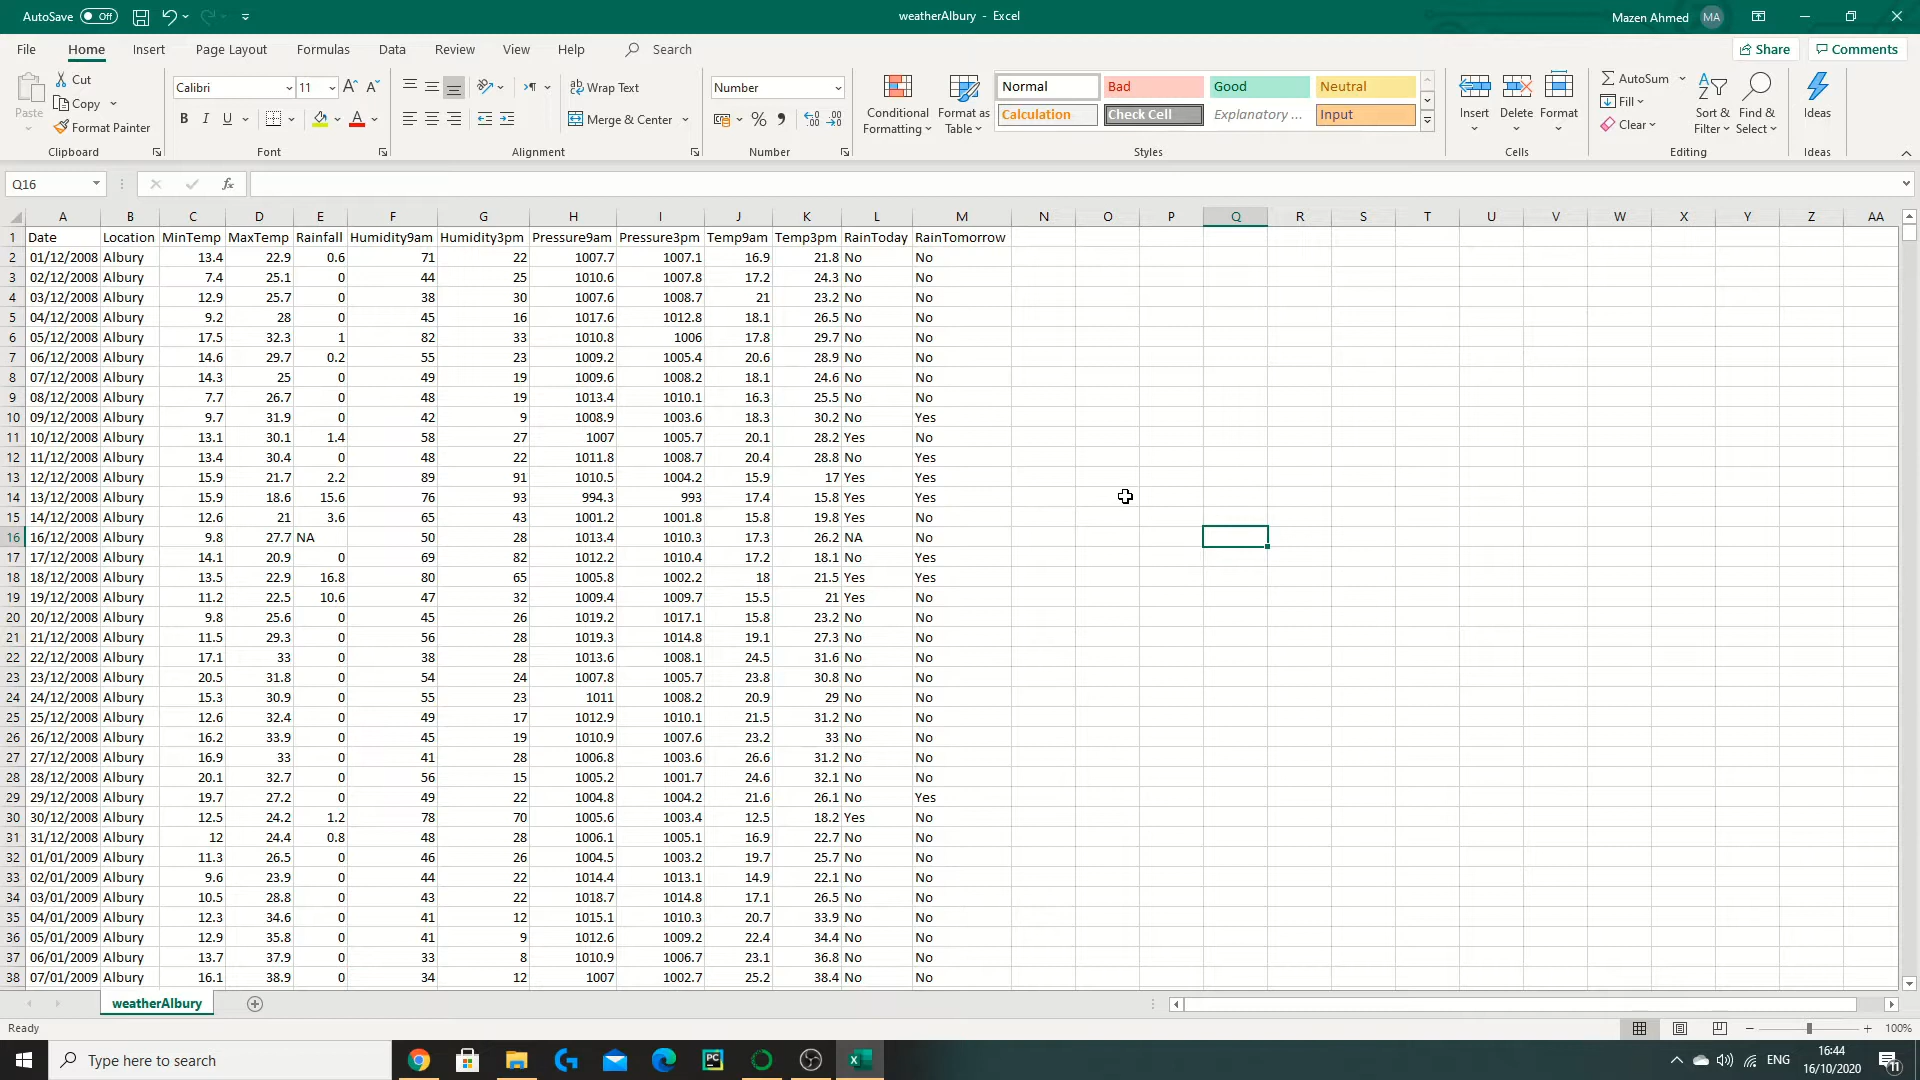 AutoSave Off weatherAlbury - Excel Mazen Ahmed MA
File Home Insert Page Layout Formulas Data Review View Help Search Share Comments
Paste Cut Copy Format Painter Clipboard
Calibri 11 Font
Wrap Text Merge & Center Alignment
Number Number
Conditional Formatting Format as Table
Normal Bad Good Neutral
Calculation Check Cell Explanatory ... Input
Styles
Insert Delete Format Cells
AutoSum Fill Clear Sort & Filter Find & Select Editing
Ideas Ideas
Q16 fx
A B C D E F G H I J K L M N O P Q R S T U V W X Y Z AA
1 Date Location MinTemp MaxTemp Rainfall Humidity9am Humidity3pm Pressure9am Pressure3pm Temp9am Temp3pm RainToday RainTomorrow
2 01/12/2008 Albury 13.4 22.9 0.6 71 22 1007.7 1007.1 16.9 21.8 No No
3 02/12/2008 Albury 7.4 25.1 0 44 25 1010.6 1007.8 17.2 24.3 No No
4 03/12/2008 Albury 12.9 25.7 0 38 30 1007.6 1008.7 21 23.2 No No
5 04/12/2008 Albury 9.2 28 0 45 16 1017.6 1012.8 18.1 26.5 No No
6 05/12/2008 Albury 17.5 32.3 1 82 33 1010.8 1006 17.8 29.7 No No
7 06/12/2008 Albury 14.6 29.7 0.2 55 23 1009.2 1005.4 20.6 28.9 No No
8 07/12/2008 Albury 14.3 25 0 49 19 1009.6 1008.2 18.1 24.6 No No
9 08/12/2008 Albury 7.7 26.7 0 48 19 1013.4 1010.1 16.3 25.5 No No
10 09/12/2008 Albury 9.7 31.9 0 42 9 1008.9 1003.6 18.3 30.2 No Yes
11 10/12/2008 Albury 13.1 30.1 1.4 58 27 1007 1005.7 20.1 28.2 Yes No
12 11/12/2008 Albury 13.4 30.4 0 48 22 1011.8 1008.7 20.4 28.8 No Yes
13 12/12/2008 Albury 15.9 21.7 2.2 89 91 1010.5 1004.2 15.9 17 Yes Yes
14 13/12/2008 Albury 15.9 18.6 15.6 76 93 994.3 993 17.4 15.8 Yes Yes
15 14/12/2008 Albury 12.6 21 3.6 65 43 1001.2 1001.8 15.8 19.8 Yes No
16 16/12/2008 Albury 9.8 27.7 NA 50 28 1013.4 1010.3 17.3 26.2 NA No
17 17/12/2008 Albury 14.1 20.9 0 69 82 1012.2 1010.4 17.2 18.1 No Yes
18 18/12/2008 Albury 13.5 22.9 16.8 80 65 1005.8 1002.2 18 21.5 Yes Yes
19 19/12/2008 Albury 11.2 22.5 10.6 47 32 1009.4 1009.7 15.5 21 Yes No
20 20/12/2008 Albury 9.8 25.6 0 45 26 1019.2 1017.1 15.8 23.2 No No
21 21/12/2008 Albury 11.5 29.3 0 56 28 1019.3 1014.8 19.1 27.3 No No
22 22/12/2008 Albury 17.1 33 0 38 28 1013.6 1008.1 24.5 31.6 No No
23 23/12/2008 Albury 20.5 31.8 0 54 24 1007.8 1005.7 23.8 30.8 No No
24 24/12/2008 Albury 15.3 30.9 0 55 23 1011 1008.2 20.9 29 No No
25 25/12/2008 Albury 12.6 32.4 0 49 17 1012.9 1010.1 21.5 31.2 No No
26 26/12/2008 Albury 16.2 33.9 0 45 19 1010.9 1007.6 23.2 33 No No
27 27/12/2008 Albury 16.9 33 0 41 28 1006.8 1003.6 26.6 31.2 No No
28 28/12/2008 Albury 20.1 32.7 0 56 15 1005.2 1001.7 24.6 32.1 No No
29 29/12/2008 Albury 19.7 27.2 0 49 22 1004.8 1004.2 21.6 26.1 No Yes
30 30/12/2008 Albury 12.5 24.2 1.2 78 70 1005.6 1003.4 12.5 18.2 Yes No
31 31/12/2008 Albury 12 24.4 0.8 48 28 1006.1 1005.1 16.9 22.7 No No
32 01/01/2009 Albury 11.3 26.5 0 46 26 1004.5 1003.2 19.7 25.7 No No
33 02/01/2009 Albury 9.6 23.9 0 44 22 1014.4 1013.1 14.9 22.1 No No
34 03/01/2009 Albury 10.5 28.8 0 43 22 1018.7 1014.8 17.1 26.5 No No
35 04/01/2009 Albury 12.3 34.6 0 41 12 1015.1 1010.3 20.7 33.9 No No
36 05/01/2009 Albury 12.9 35.8 0 41 9 1012.6 1009.2 22.4 34.4 No No
37 06/01/2009 Albury 13.7 37.9 0 33 8 1010.9 1006.7 23.1 36.8 No No
38 07/01/2009 Albury 16.1 38.9 0 34 12 1007 1002.7 25.2 38.4 No No
weatherAlbury
Ready 100%
Type here to search PC ENG 16:44
16/10/2020 11